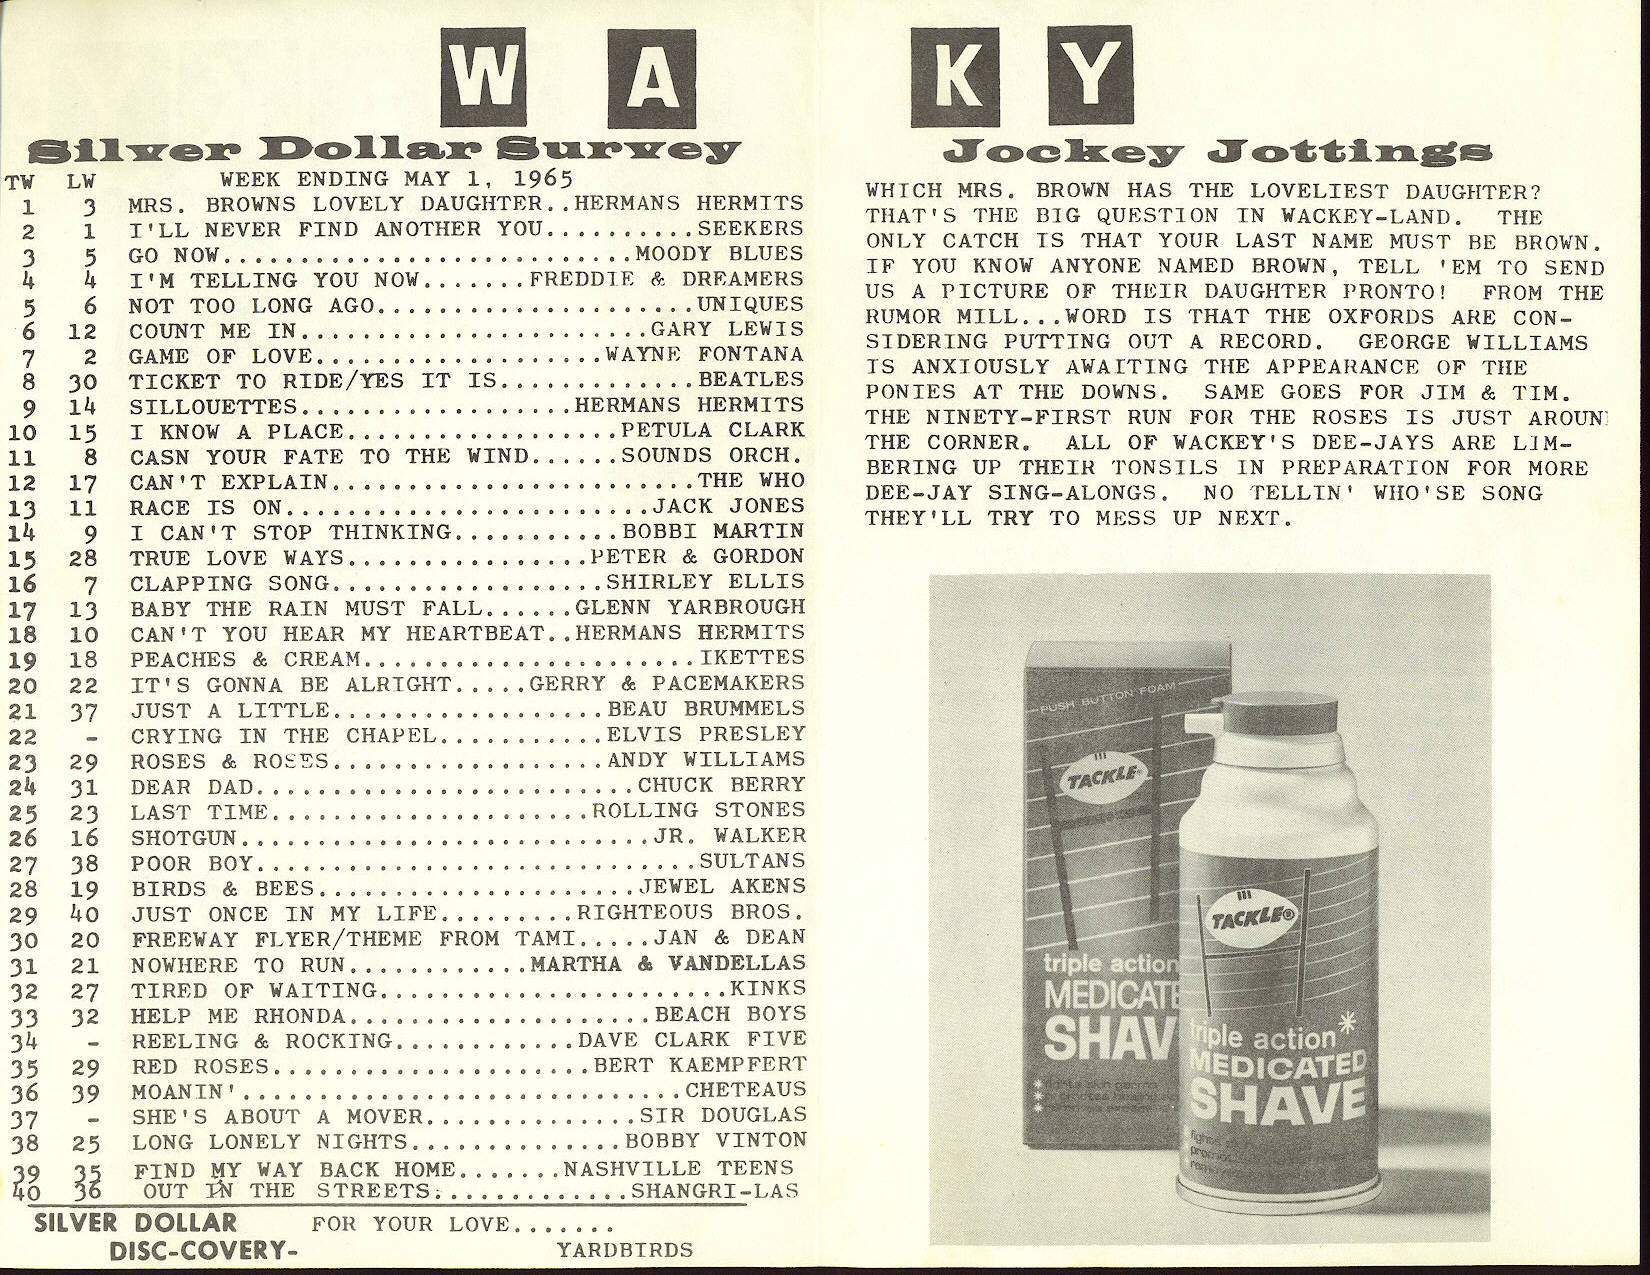 W A
Silver Dollar Survey
TW LW WEEK ENDING MAY 1, 1965
1 3 MRS. BROWNS LOVELY DAUGHTER..HERMANS HERMITS
2 1 I'LL NEVER FIND ANOTHER YOU..........SEEKERS
3 5 GO NOW...........................MOODY BLUES
4 4 I'M TELLING YOU NOW.......FREDDIE & DREAMERS
5 6 NOT TOO LONG AGO.....................UNIQUES
6 12 COUNT ME IN.......................GARY LEWIS
7 2 GAME OF LOVE...................WAYNE FONTANA
8 30 TICKET TO RIDE/YES IT IS.............BEATLES
9 14 SILLOUETTES..................HERMANS HERMITS
10 15 I KNOW A PLACE..................PETULA CLARK
11 8 CASN YOUR FATE TO THE WIND......SOUNDS ORCH.
12 17 CAN'T EXPLAIN........................THE WHO
13 11 RACE IS ON........................JACK JONES
14 9 I CAN'T STOP THINKING...........BOBBI MARTIN
15 28 TRUE LOVE WAYS................PETER & GORDON
16 7 CLAPPING SONG..................SHIRLEY ELLIS
17 13 BABY THE RAIN MUST FALL......GLENN YARBROUGH
18 10 CAN'T YOU HEAR MY HEARTBEAT..HERMANS HERMITS
19 18 PEACHES & CREAM......................IKETTES
20 22 IT'S GONNA BE ALRIGHT.....GERRY & PACEMAKERS
21 37 JUST A LITTLE..................BEAU BRUMMELS
22 - CRYING IN THE CHAPEL...........ELVIS PRESLEY
23 29 ROSES & ROSES..................ANDY WILLIAMS
24 31 DEAR DAD.........................CHUCK BERRY
25 23 LAST TIME.....................ROLLING STONES
26 16 SHOTGUN...........................JR. WALKER
27 38 POOR BOY.............................SULTANS
28 19 BIRDS & BEES.....................JEWEL AKENS
29 40 JUST ONCE IN MY LIFE.........RIGHTEOUS BROS.
30 20 FREEWAY FLYER/THEME FROM TAMI.....JAN & DEAN
31 21 NOWHERE TO RUN............MARTHA & VANDELLAS
32 27 TIRED OF WAITING.......................KINKS
33 32 HELP ME RHONDA....................BEACH BOYS
34 - REELING & ROCKING............DAVE CLARK FIVE
35 29 RED ROSES.....................BERT KAEMPFERT
36 39 MOANIN'.............................CHETEAUS
37 - SHE'S ABOUT A MOVER..............SIR DOUGLAS
38 25 LONG LONELY NIGHTS..............BOBBY VINTON
39 35 FIND MY WAY BACK HOME.......NASHVILLE TEENS
40 36 OUT IN THE STREETS.............SHANGRI-LAS
SILVER DOLLAR FOR YOUR LOVE.......
DISC-COVERY- YARDBIRDS
K Y
Jockey Jottings
WHICH MRS. BROWN HAS THE LOVELIEST DAUGHTER?
THAT'S THE BIG QUESTION IN WACKEY-LAND. THE
ONLY CATCH IS THAT YOUR LAST NAME MUST BE BROWN.
IF YOU KNOW ANYONE NAMED BROWN, TELL 'EM TO SEND
US A PICTURE OF THEIR DAUGHTER PRONTO! FROM THE
RUMOR MILL...WORD IS THAT THE OXFORDS ARE CON-
SIDERING PUTTING OUT A RECORD. GEORGE WILLIAMS
IS ANXIOUSLY AWAITING THE APPEARANCE OF THE
PONIES AT THE DOWNS. SAME GOES FOR JIM & TIM.
THE NINETY-FIRST RUN FOR THE ROSES IS JUST AROUN
THE CORNER. ALL OF WACKEY'S DEE-JAYS ARE LIM-
BERING UP THEIR TONSILS IN PREPARATION FOR MORE
DEE-JAY SING-ALONGS. NO TELLIN' WHO'SE SONG
THEY'LL TRY TO MESS UP NEXT.
PUSH BUTTON FOAM
TACKLE®
triple action
MEDICATE
SHAV
TACKLE®
triple action*
MEDICATED
SHAVE